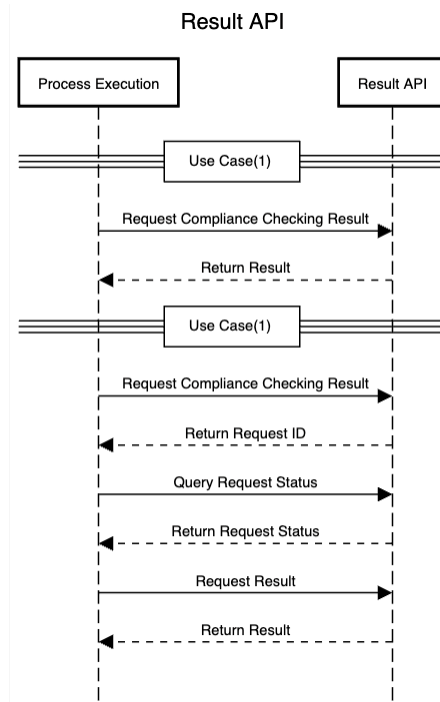 Result API
Process Execution
Result API
Use Case(1)
Request Compliance Checking Result
Return Result
Use Case(1)
Request Compliance Checking Result
Return Request ID
Query Request Status
Return Request Status
Request Result
Return Result